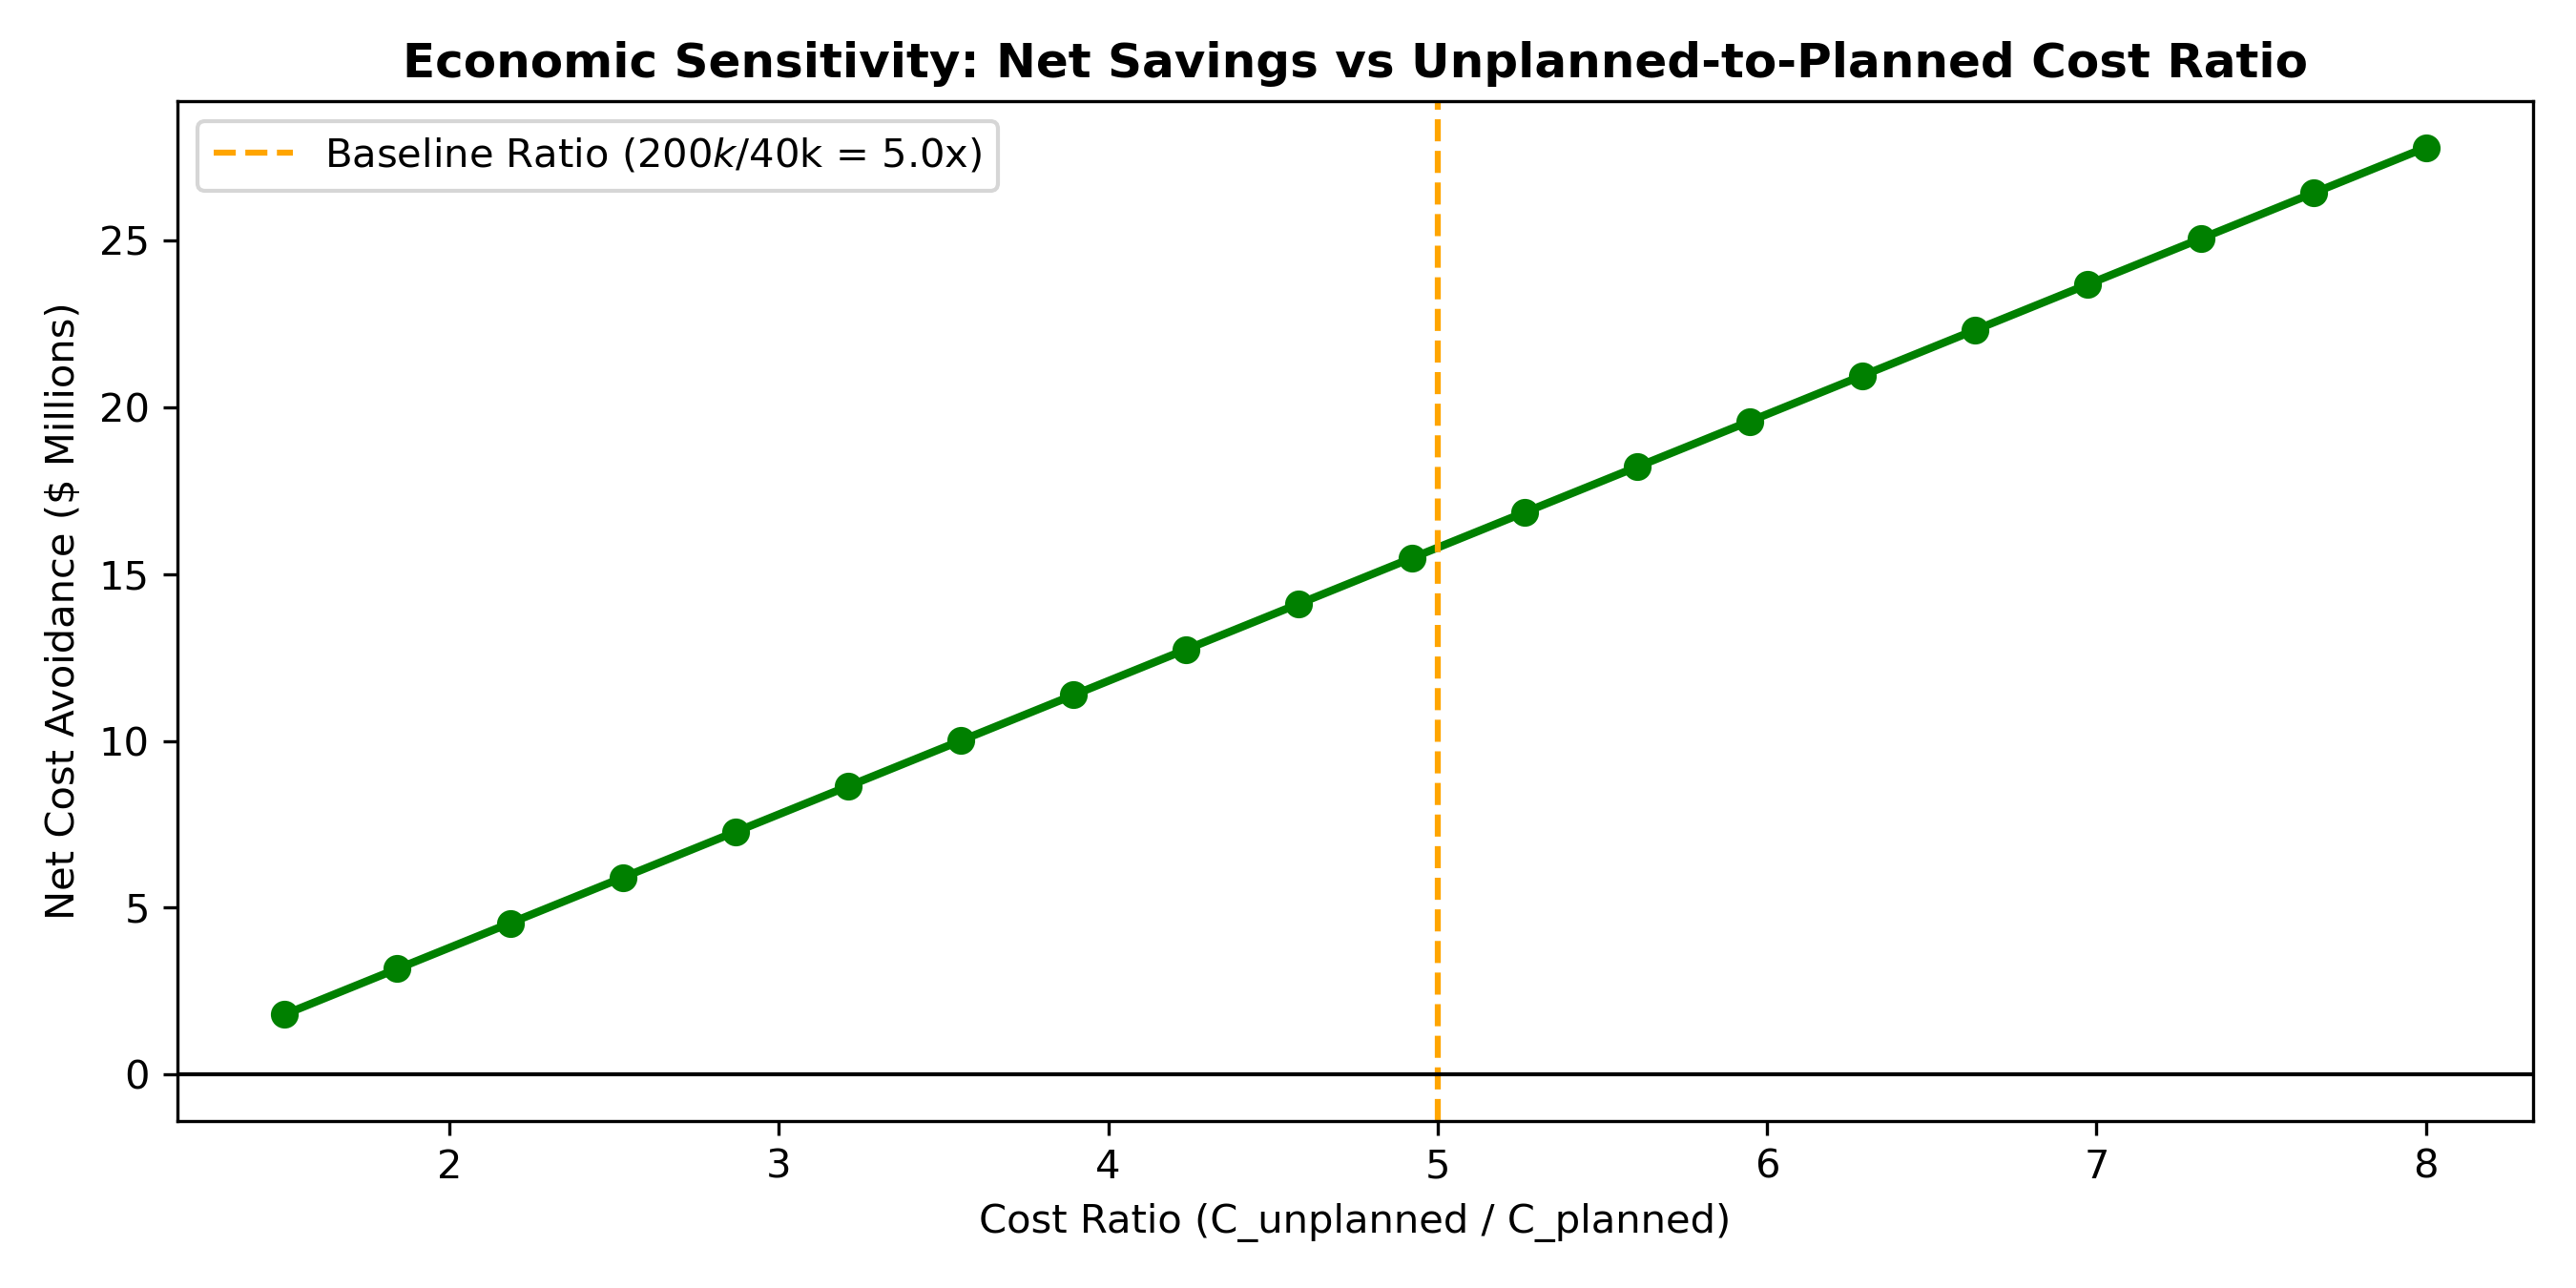 Economic Sensitivity: Net Savings vs Unplanned-to-Planned Cost Ratio
Baseline Ratio (200k/40k = 5.0x)
Net Cost Avoidance ($ Millions)
25
20
15
10
5
0
2 3 4 5 6 7 8
Cost Ratio (C_unplanned / C_planned)